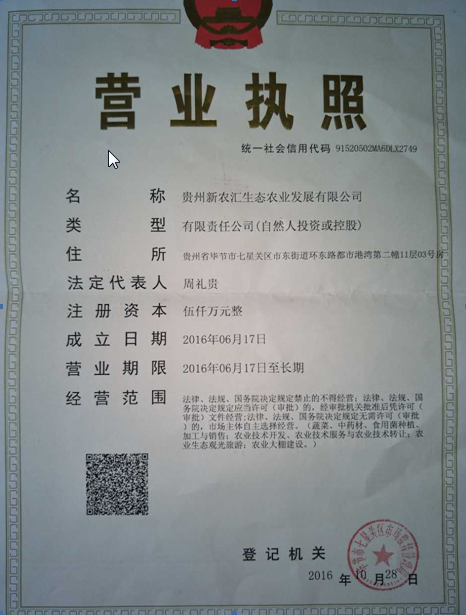 营业执照
统一社会信用代码 91520502MA6DLX2749
名称 贵州新农汇生态农业发展有限公司
类型 有限责任公司(自然人投资或控股)
住所 贵州省毕节市七星关区市东街道环东路都市港湾第二幢11层03号房
法定代表人 周礼贵
注册资本 伍仟万元整
成立日期 2016年06月17日
营业期限 2016年06月17日至长期
经营范围 法律、法规、国务院决定规定禁止的不得经营；法律、法规、国
务院决定规定应当许可（审批）的，经审批机关批准后凭许可（
审批）文件经营;法律、法规、国务院决定规定无需许可（审批
）的，市场主体自主选择经营。（蔬菜、中药材、食用菌种植、
加工与销售；农业技术开发、农业技术服务与农业技术转让；农
业生态观光旅游；农业大棚建设。）
登记机关
2016 年 10 月 28 日